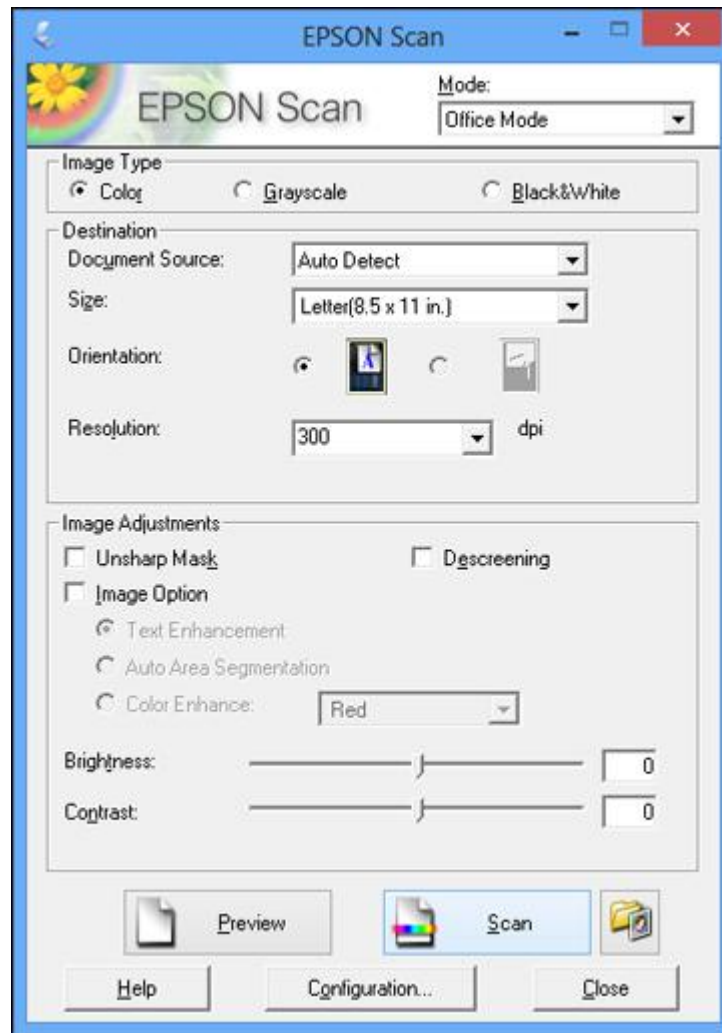 EPSON Scan
EPSON Scan
Mode:
Office Mode
Image Type
Color Grayscale Black&White
Destination
Document Source: Auto Detect
Size: Letter(8.5 x 11 in.)
Orientation: A
Resolution: 300 dpi
Image Adjustments
Unsharp Mask Descreening
Image Option
Text Enhancement
Auto Area Segmentation
Color Enhance: Red
Brightness: 0
Contrast: 0
Preview Scan
Help Configuration... Close